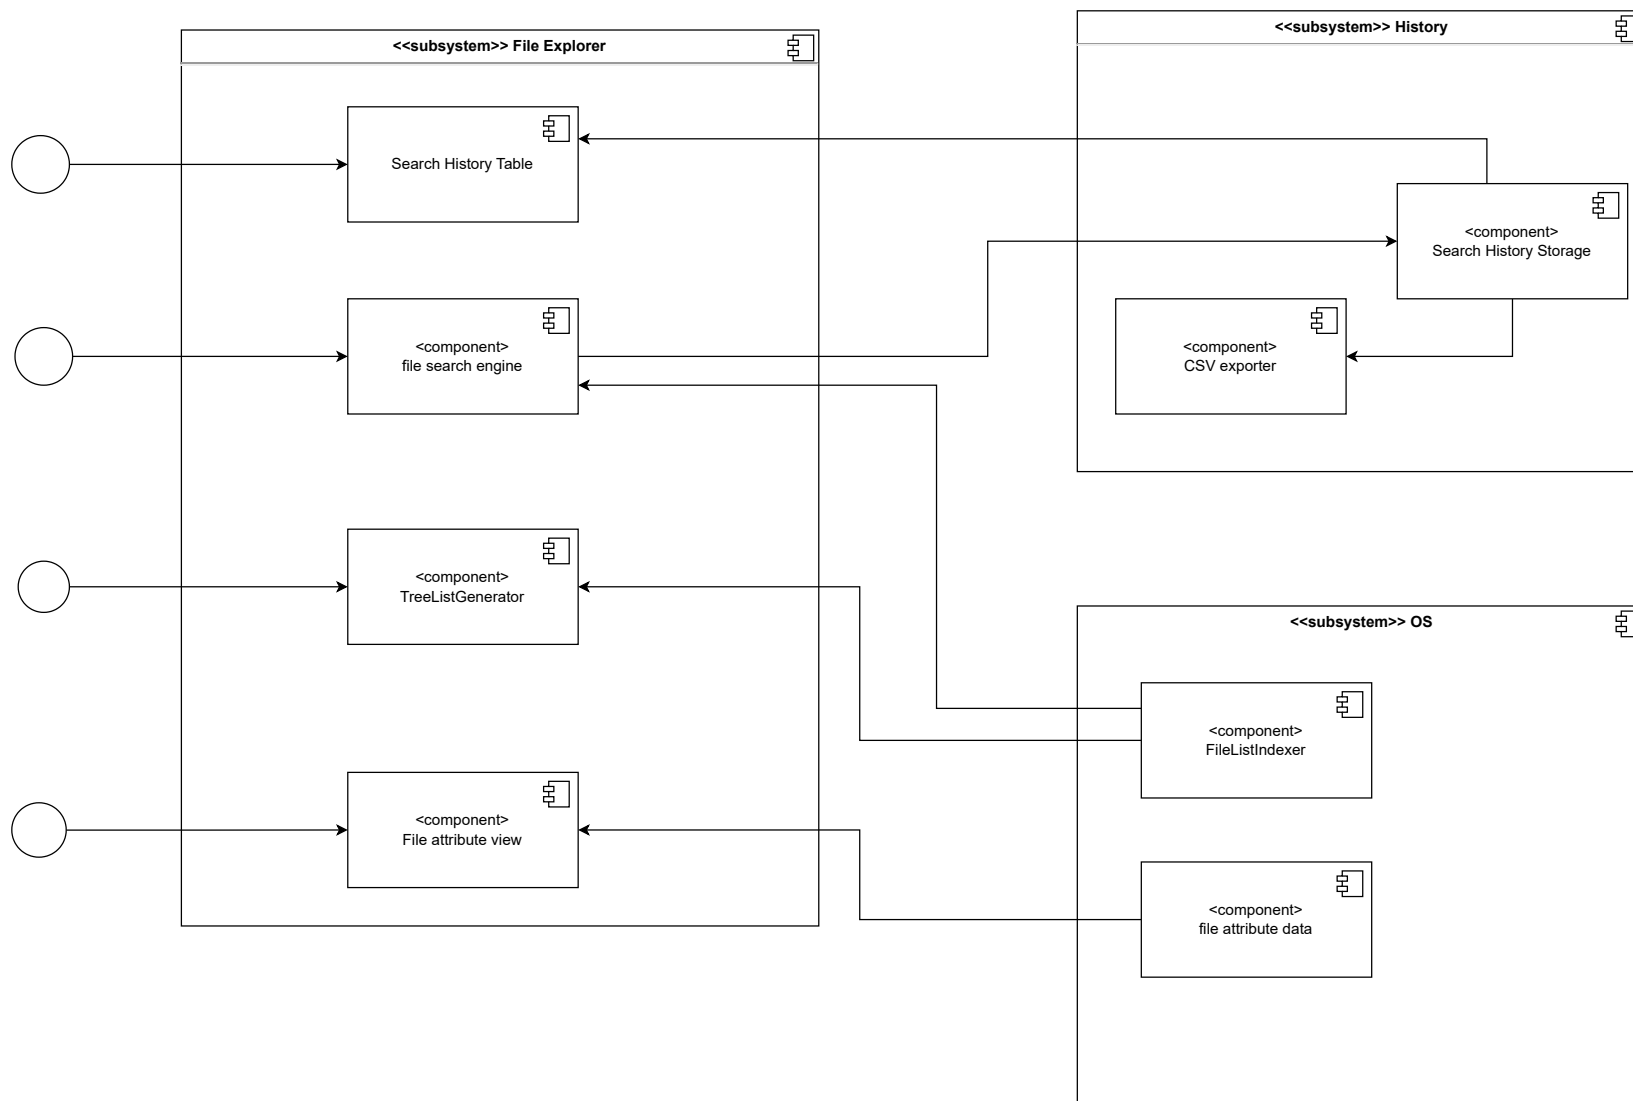 <<subsystem>> File Explorer
Search History Table
<component>
file search engine
<component>
TreeListGenerator
<component>
File attribute view
<<subsystem>> History
<component>
Search History Storage
<component>
CSV exporter
<<subsystem>> OS
<component>
FileListIndexer
<component>
file attribute data